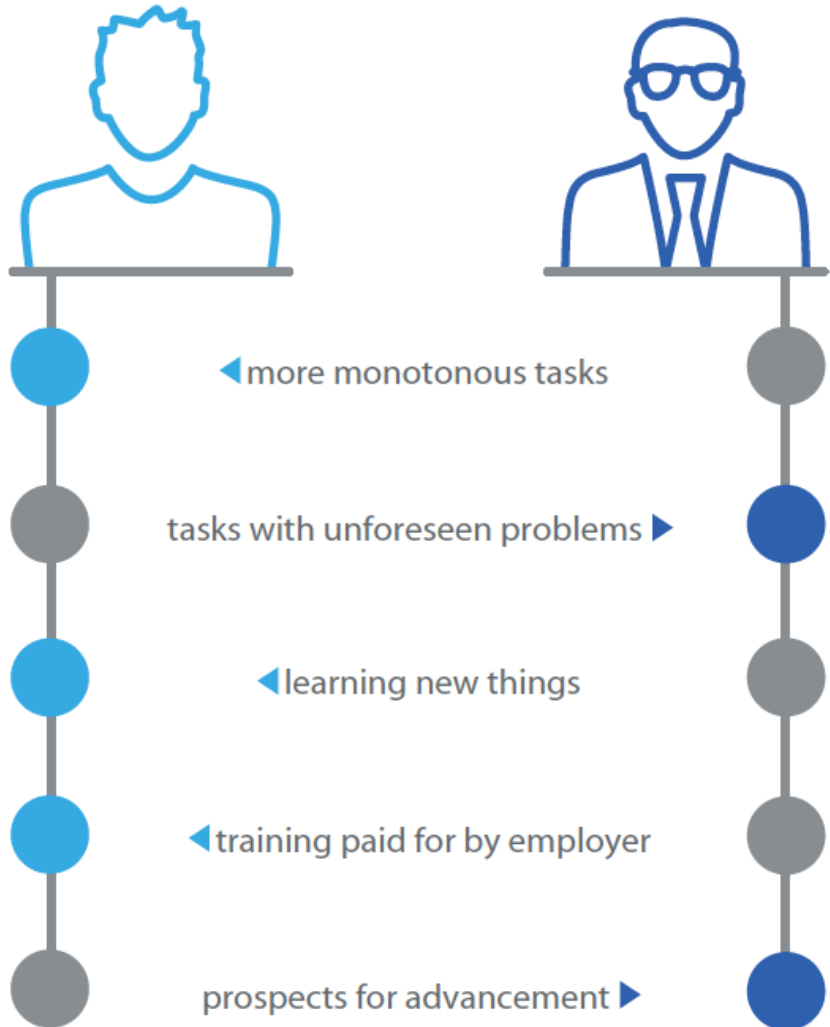 more monotonous tasks
tasks with unforeseen problems
learning new things
training paid for by employer
prospects for advancement